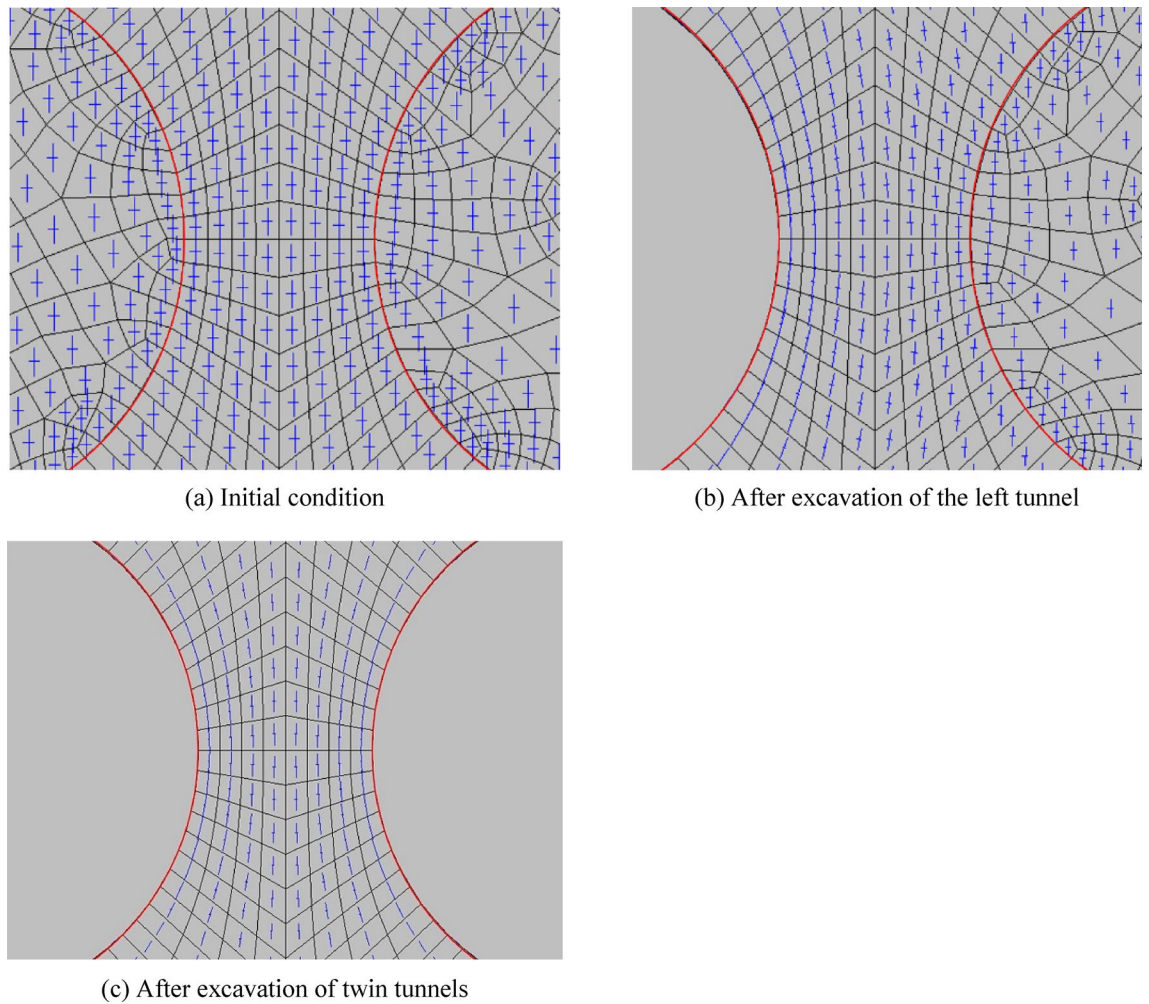 (a) Initial condition
(b) After excavation of the left tunnel
(c) After excavation of twin tunnels